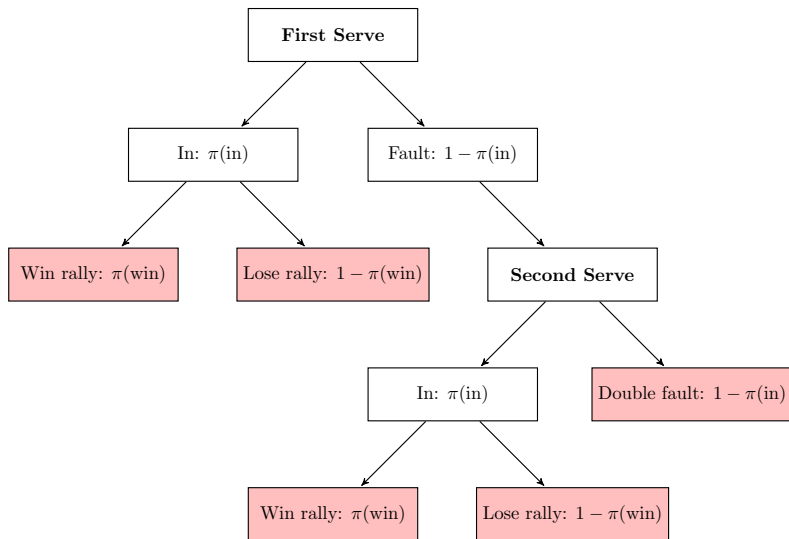 First Serve
In: π(in)
Fault: 1 − π(in)
Win rally: π(win)
Lose rally: 1 − π(win)
Second Serve
In: π(in)
Double fault: 1 − π(in)
Win rally: π(win)
Lose rally: 1 − π(win)